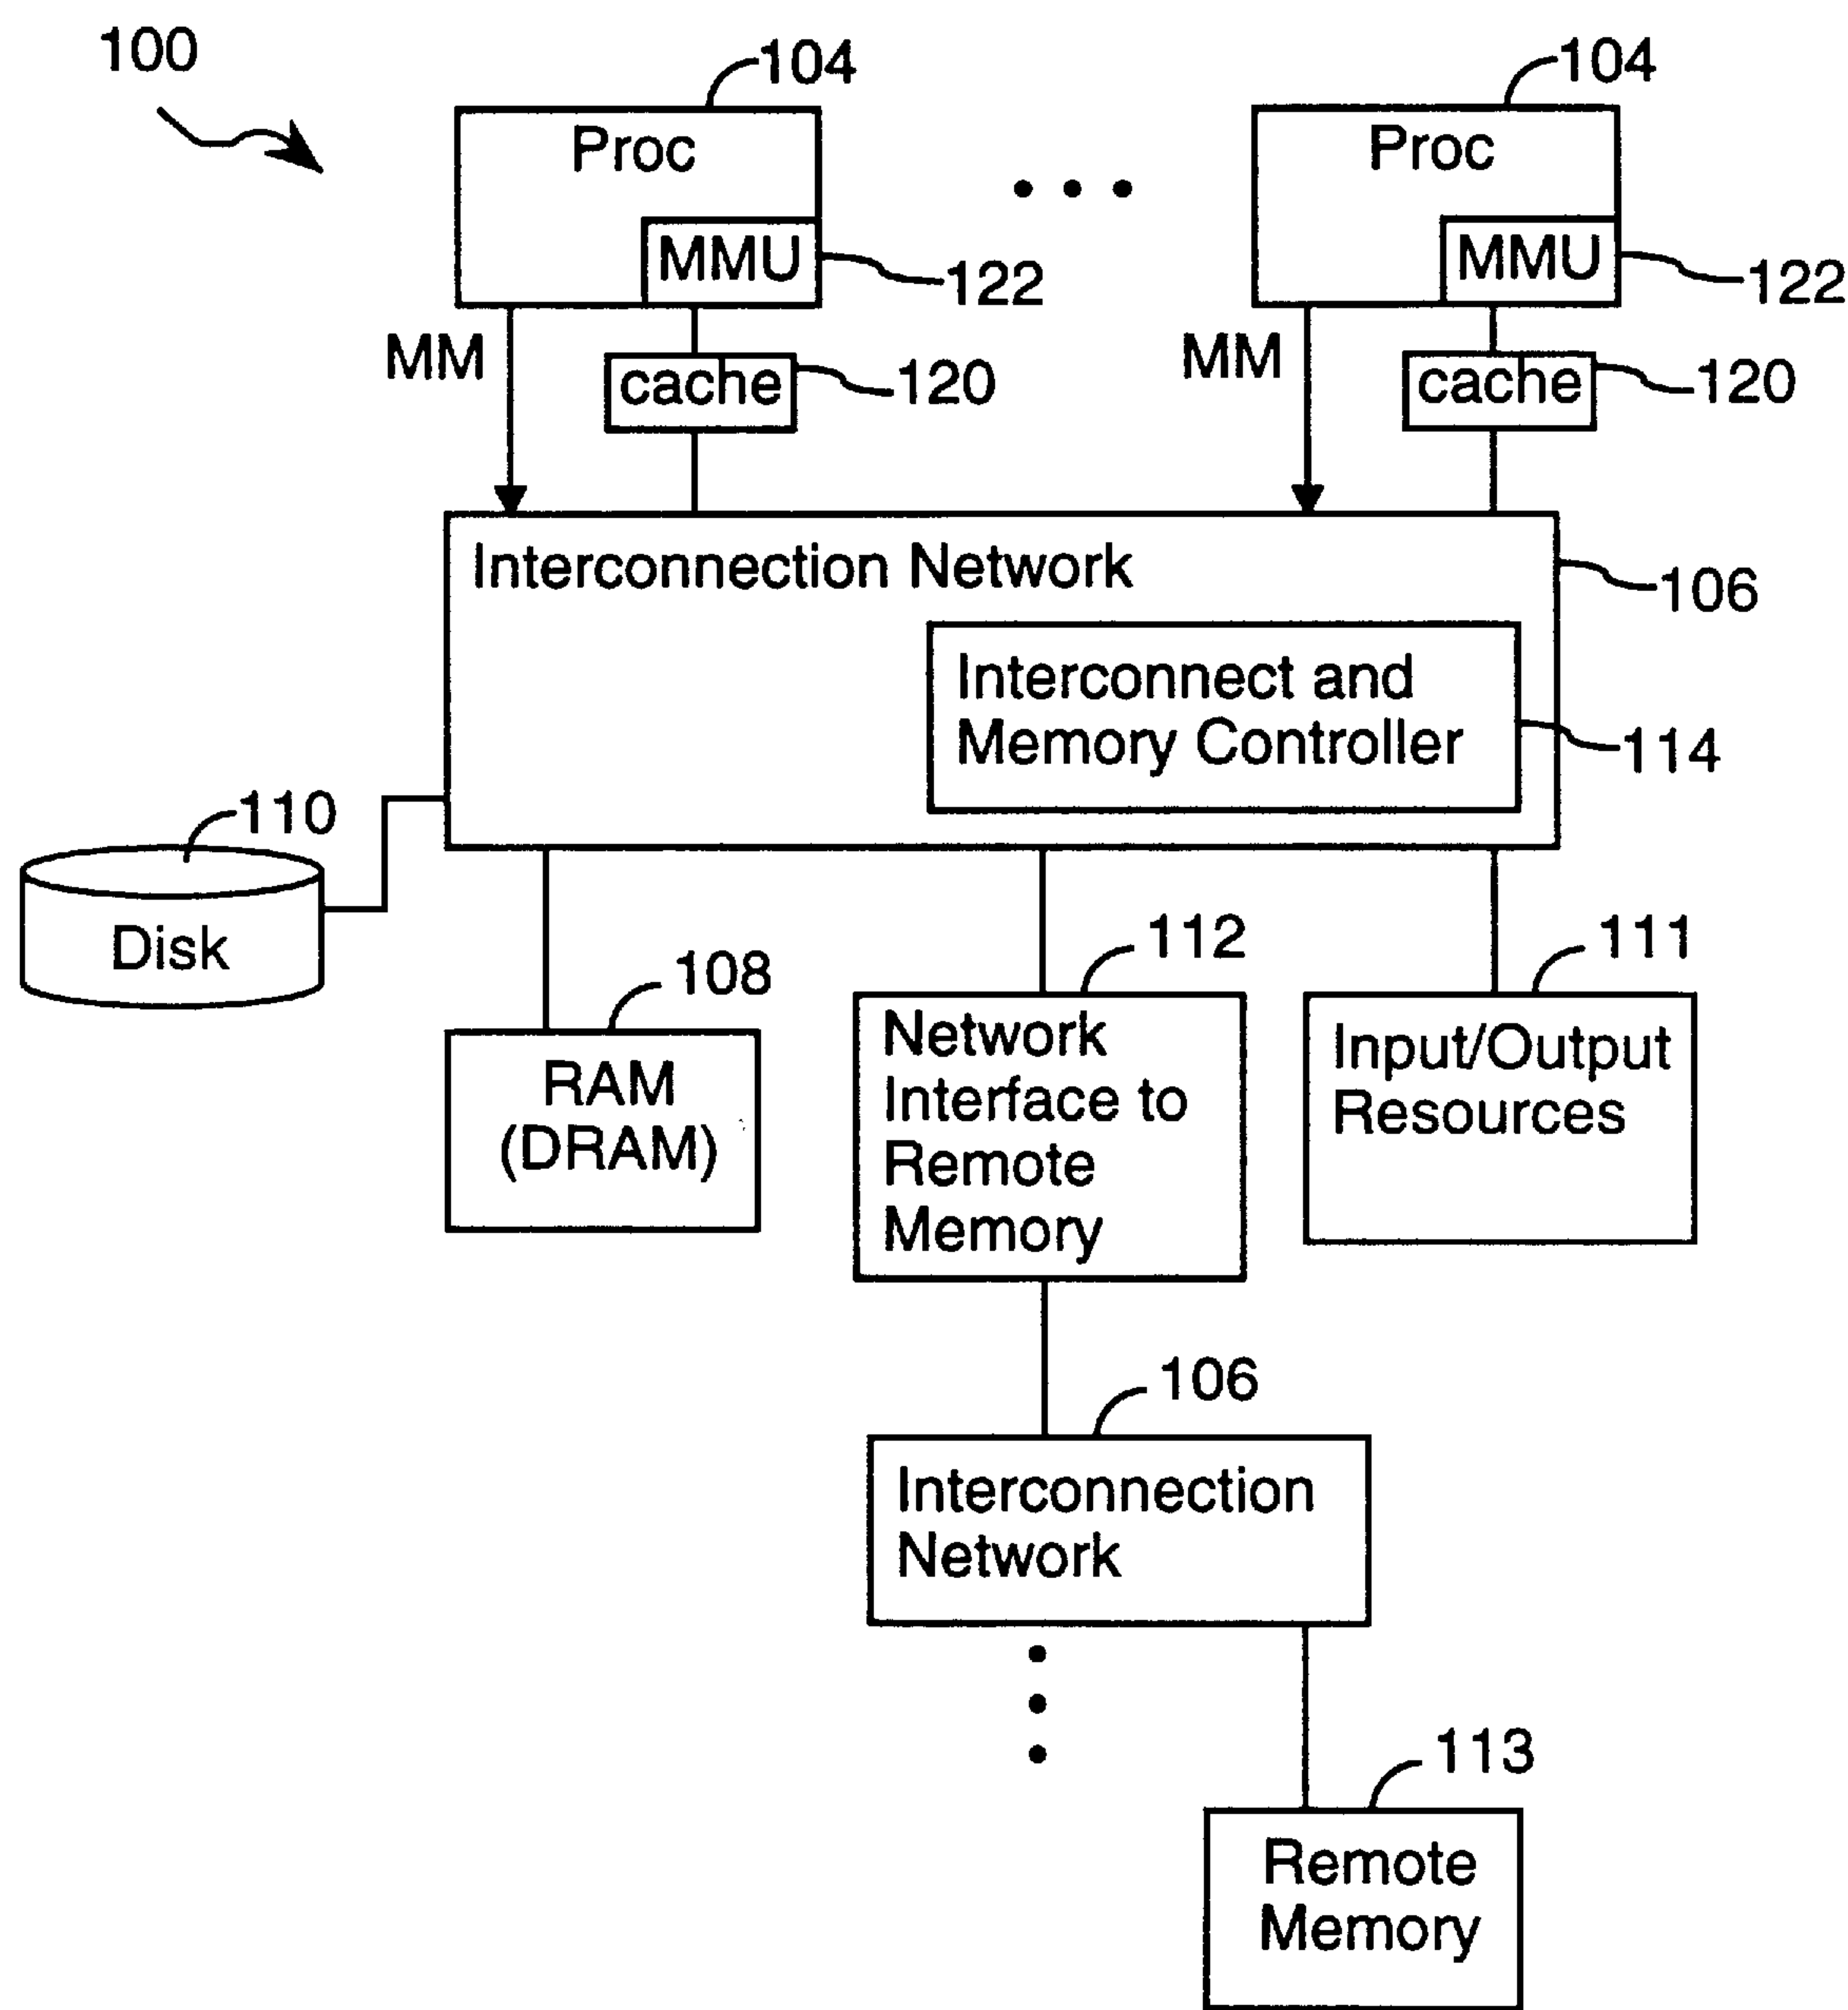 100
104
104
Proc
Proc
MMU
122
MMU
122
MM
cache
120
MM
cache
120
Interconnection Network
106
Interconnect and
Memory Controller
114
110
Disk
108
RAM
(DRAM)
112
Network
Interface to
Remote
Memory
111
Input/Output
Resources
106
Interconnection
Network
113
Remote
Memory